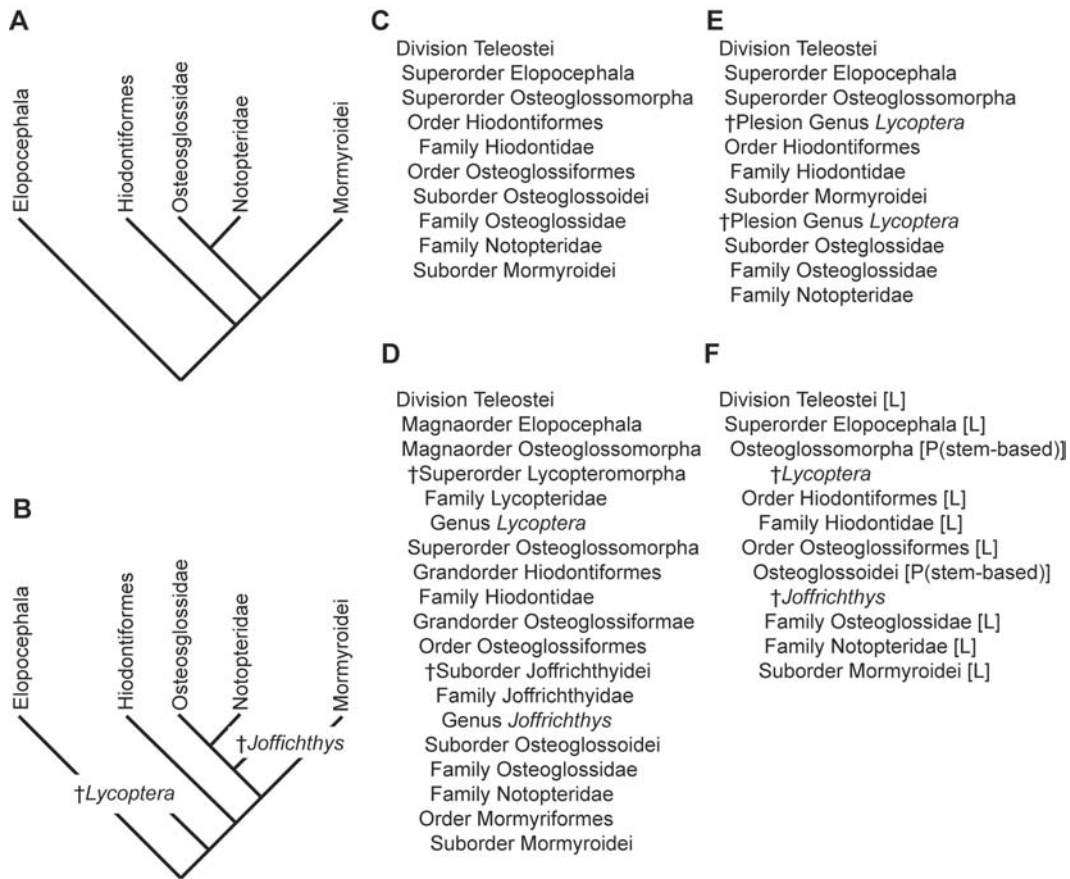 A
Elopocephala
Hiodontiformes
Osteosglossidae
Notopteridae
Mormyroidei
B
Elopocephala
Hiodontiformes
Osteosglossidae
Notopteridae
Mormyroidei
†Joffichthys
†Lycoptera
C
Division Teleostei
Superorder Elopocephala
Superorder Osteoglossomorpha
Order Hiodontiformes
Family Hiodontidae
Order Osteoglossiformes
Suborder Osteoglossoidei
Family Osteoglossidae
Family Notopteridae
Suborder Mormyroidei
D
Division Teleostei
Magnaorder Elopocephala
Magnaorder Osteoglossomorpha
†Superorder Lycopteromorpha
Family Lycopteridae
Genus Lycoptera
Superorder Osteoglossomorpha
Grandorder Hiodontiformes
Family Hiodontidae
Grandorder Osteoglossiformae
Order Osteoglossiformes
†Suborder Joffrichthyidei
Family Joffrichthyidae
Genus Joffrichthys
Suborder Osteoglossoidei
Family Osteoglossidae
Family Notopteridae
Order Mormyriformes
Suborder Mormyroidei
E
Division Teleostei
Superorder Elopocephala
Superorder Osteoglossomorpha
†Plesion Genus Lycoptera
Order Hiodontiformes
Family Hiodontidae
Suborder Mormyroidei
†Plesion Genus Lycoptera
Suborder Osteglossidae
Family Osteoglossidae
Family Notopteridae
F
Division Teleostei [L]
Superorder Elopocephala [L]
Osteoglossomorpha [P(stem-based)]
†Lycoptera
Order Hiodontiformes [L]
Family Hiodontidae [L]
Order Osteoglossiformes [L]
Osteoglossoidei [P(stem-based)]
†Joffrichthys
Family Osteoglossidae [L]
Family Notopteridae [L]
Suborder Mormyroidei [L]